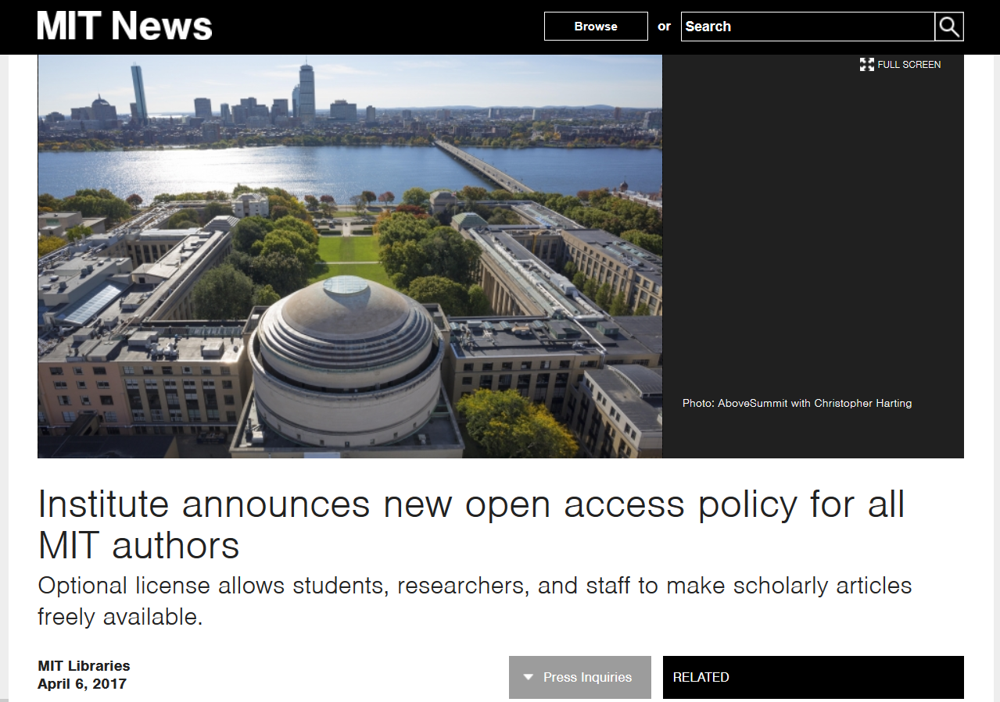 MIT News
Browse or Search
FULL SCREEN
Photo: AboveSummit with Christopher Harting
Institute announces new open access policy for all
MIT authors
Optional license allows students, researchers, and staff to make scholarly articles
freely available.
MIT Libraries
April 6, 2017
Press Inquiries
RELATED